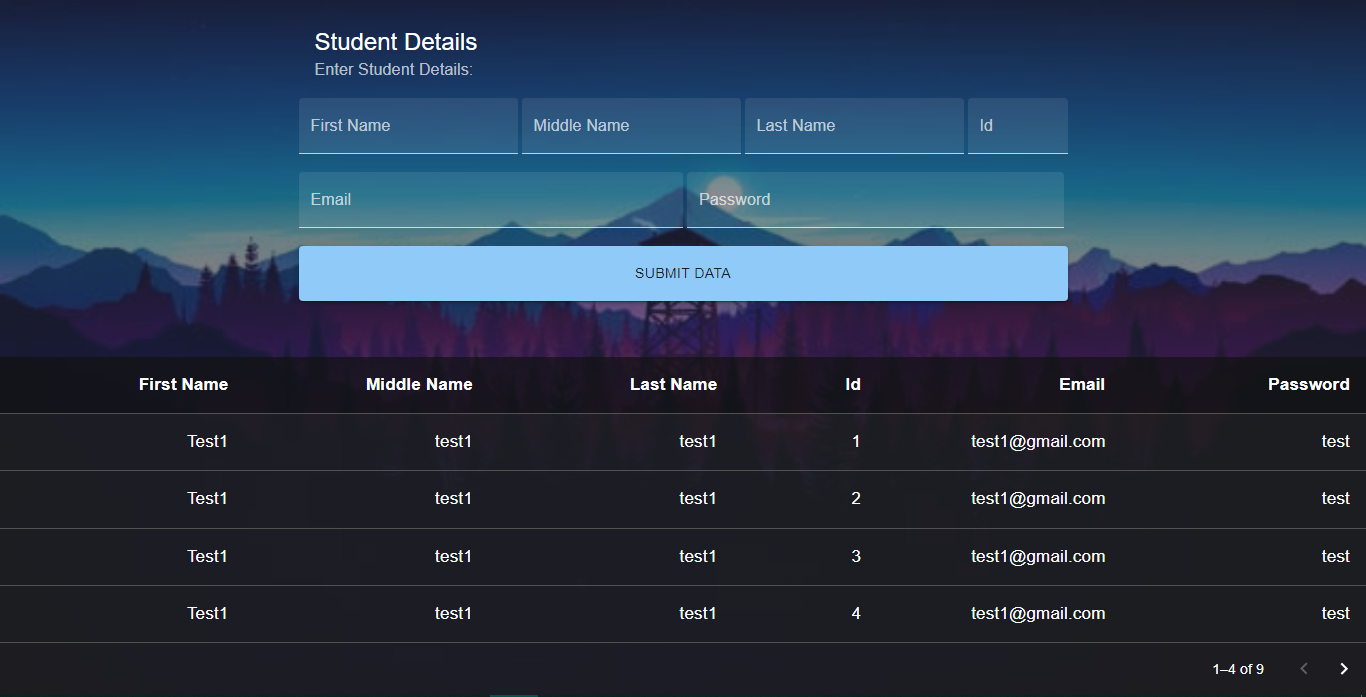 Student Details
Enter Student Details:
First Name Middle Name Last Name Id
Email Password
SUBMIT DATA
First Name Middle Name Last Name Id Email Password
Test1 test1 test1 1 test1@gmail.com test
Test1 test1 test1 2 test1@gmail.com test
Test1 test1 test1 3 test1@gmail.com test
Test1 test1 test1 4 test1@gmail.com test
1–4 of 9